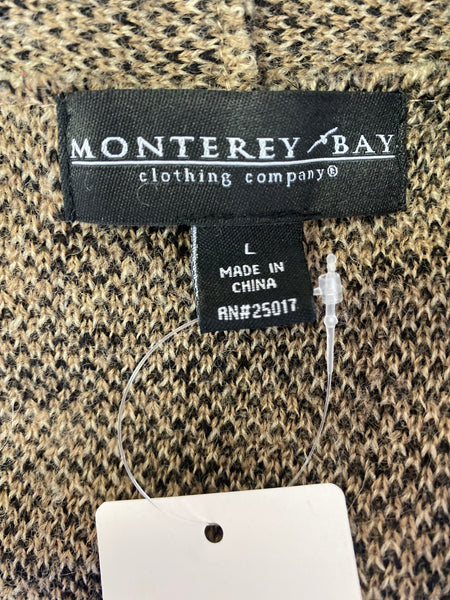 MONTEREY BAY
clothing company®
L
MADE IN
CHINA
RN#25017